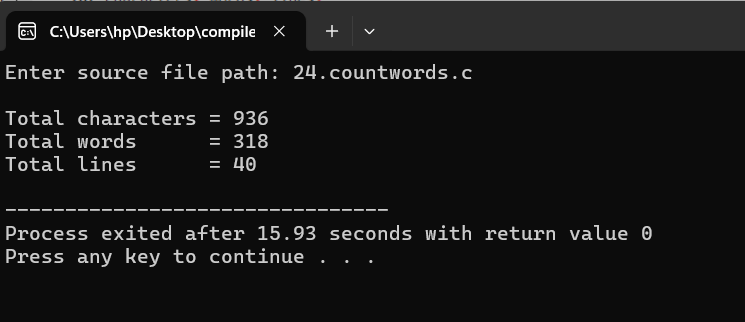 C:\Users\hp\Desktop\compile
Enter source file path: 24.countwords.c
Total characters = 936
Total words      = 318
Total lines      = 40
--------------------------------
Process exited after 15.93 seconds with return value 0
Press any key to continue . . .